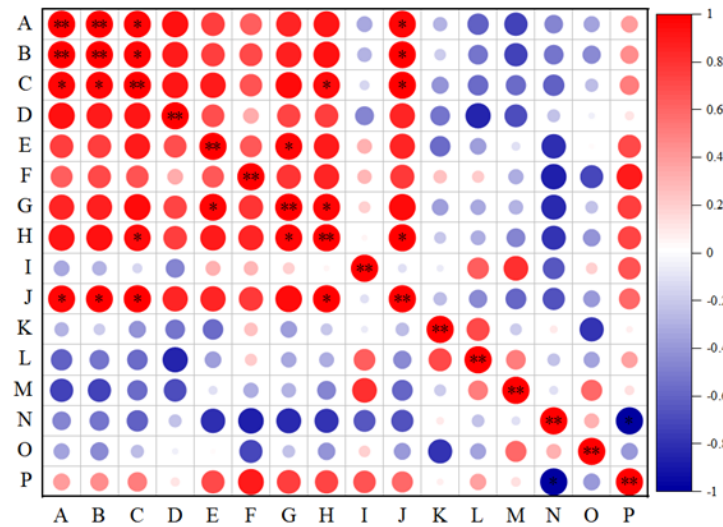 A ** ** * *
B ** ** * *
C * * ** * *
D **
E ** *
F **
G * ** *
H * * ** *
I **
J * * * * **
K **
L **
M **
N ** *
O **
P * **
A B C D E F G H I J K L M N O P
1
0.8
0.6
0.4
0.2
0
-0.2
-0.4
-0.6
-0.8
-1